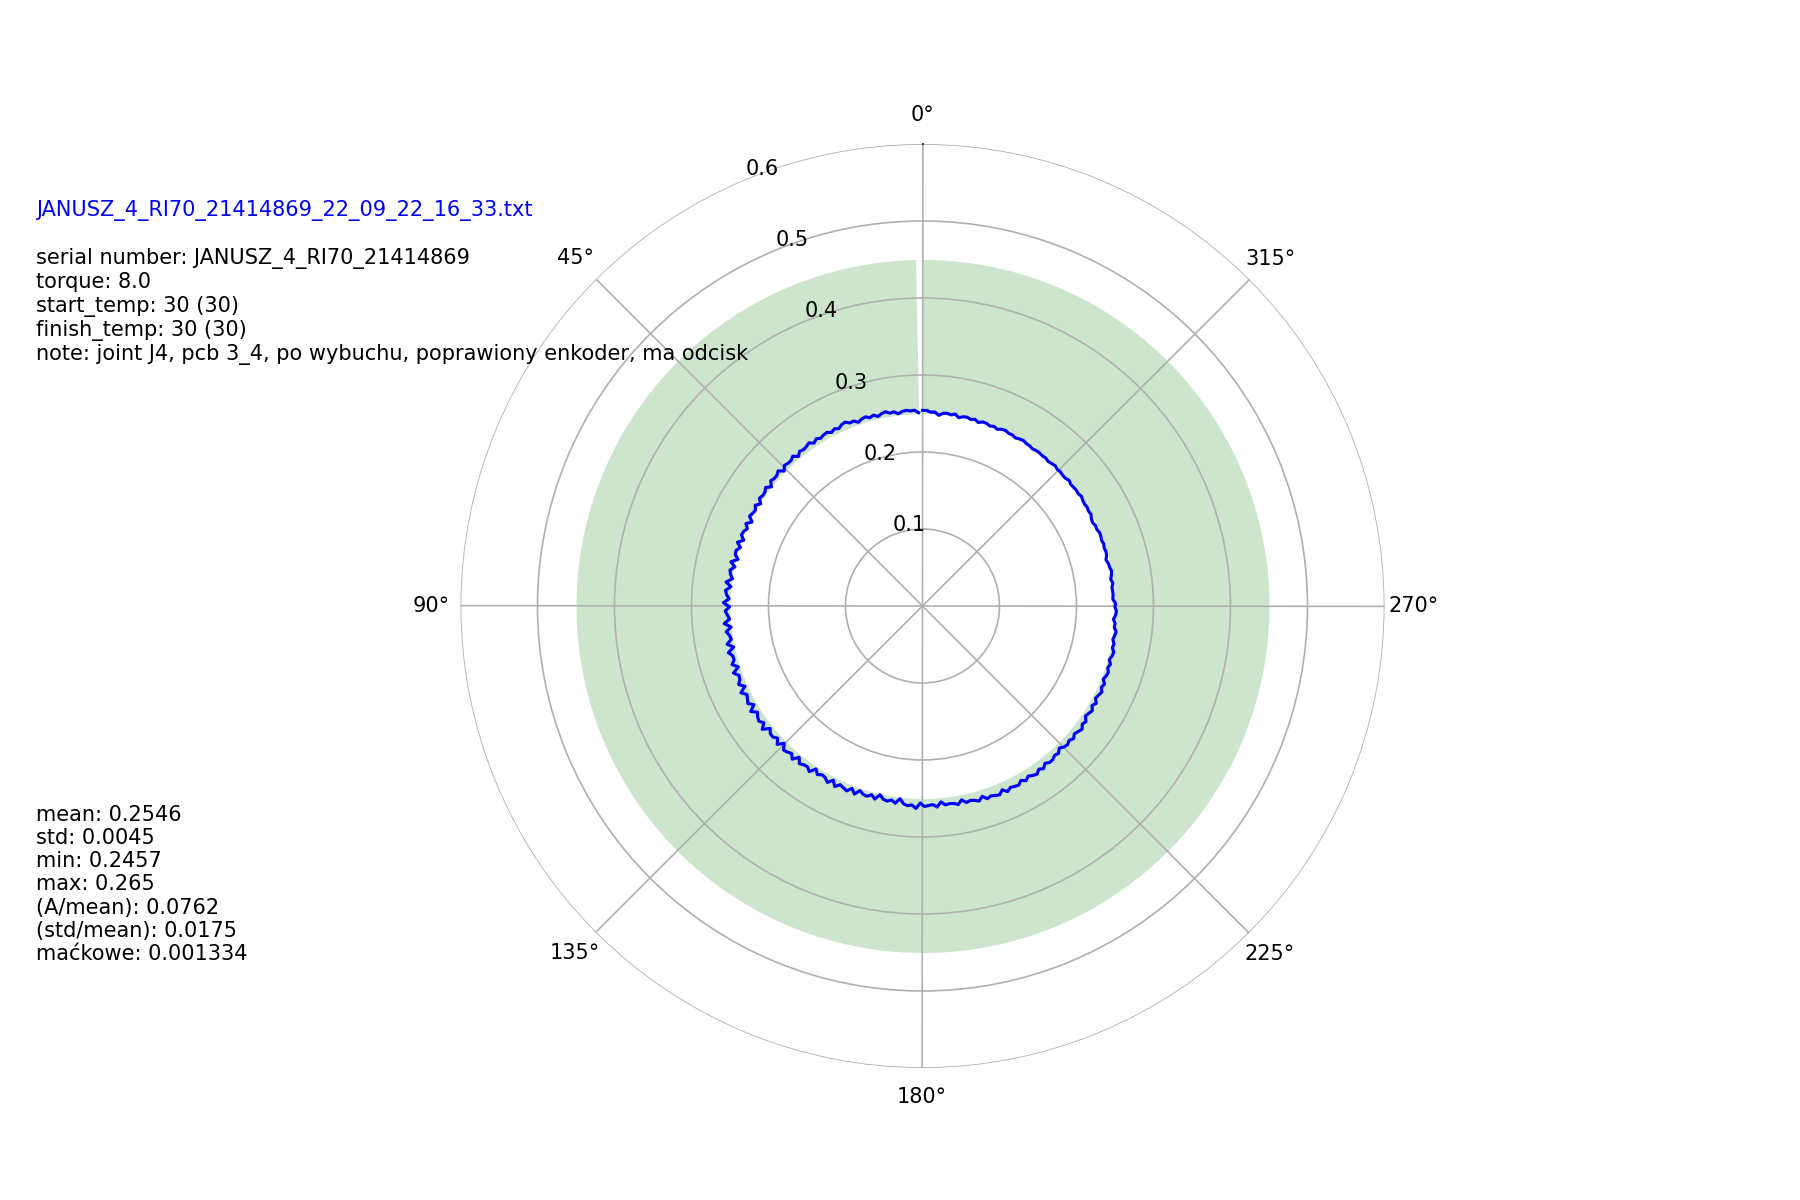 0°
0.6
JANUSZ_4_RI70_21414869_22_09_22_16_33.txt
0.5
serial number: JANUSZ_4_RI70_21414869
45°
315°
torque: 8.0
start_temp: 30 (30)
0.4
finish_temp: 30 (30)
note: joint J4, pcb 3_4, po wybuchu, poprawiony enkoder, ma odcisk
0.3
0.2
0.1
90°
270°
mean: 0.2546
std: 0.0045
min: 0.2457
max: 0.265
(A/mean): 0.0762
(std/mean): 0.0175
maćkowe: 0.001334
135°
225°
180°